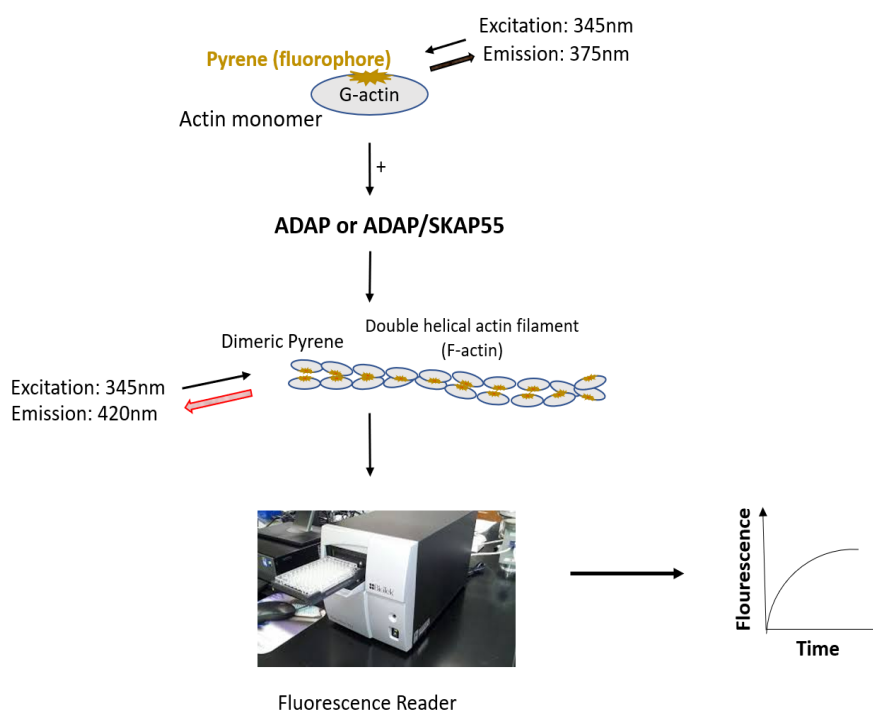 Excitation: 345nm
Emission: 375nm
Pyrene (fluorophore)
G-actin
Actin monomer
+
ADAP or ADAP/SKAP55
Double helical actin filament
(F-actin)
Dimeric Pyrene
Excitation: 345nm
Emission: 420nm
Flourescence
Time
Fluorescence Reader